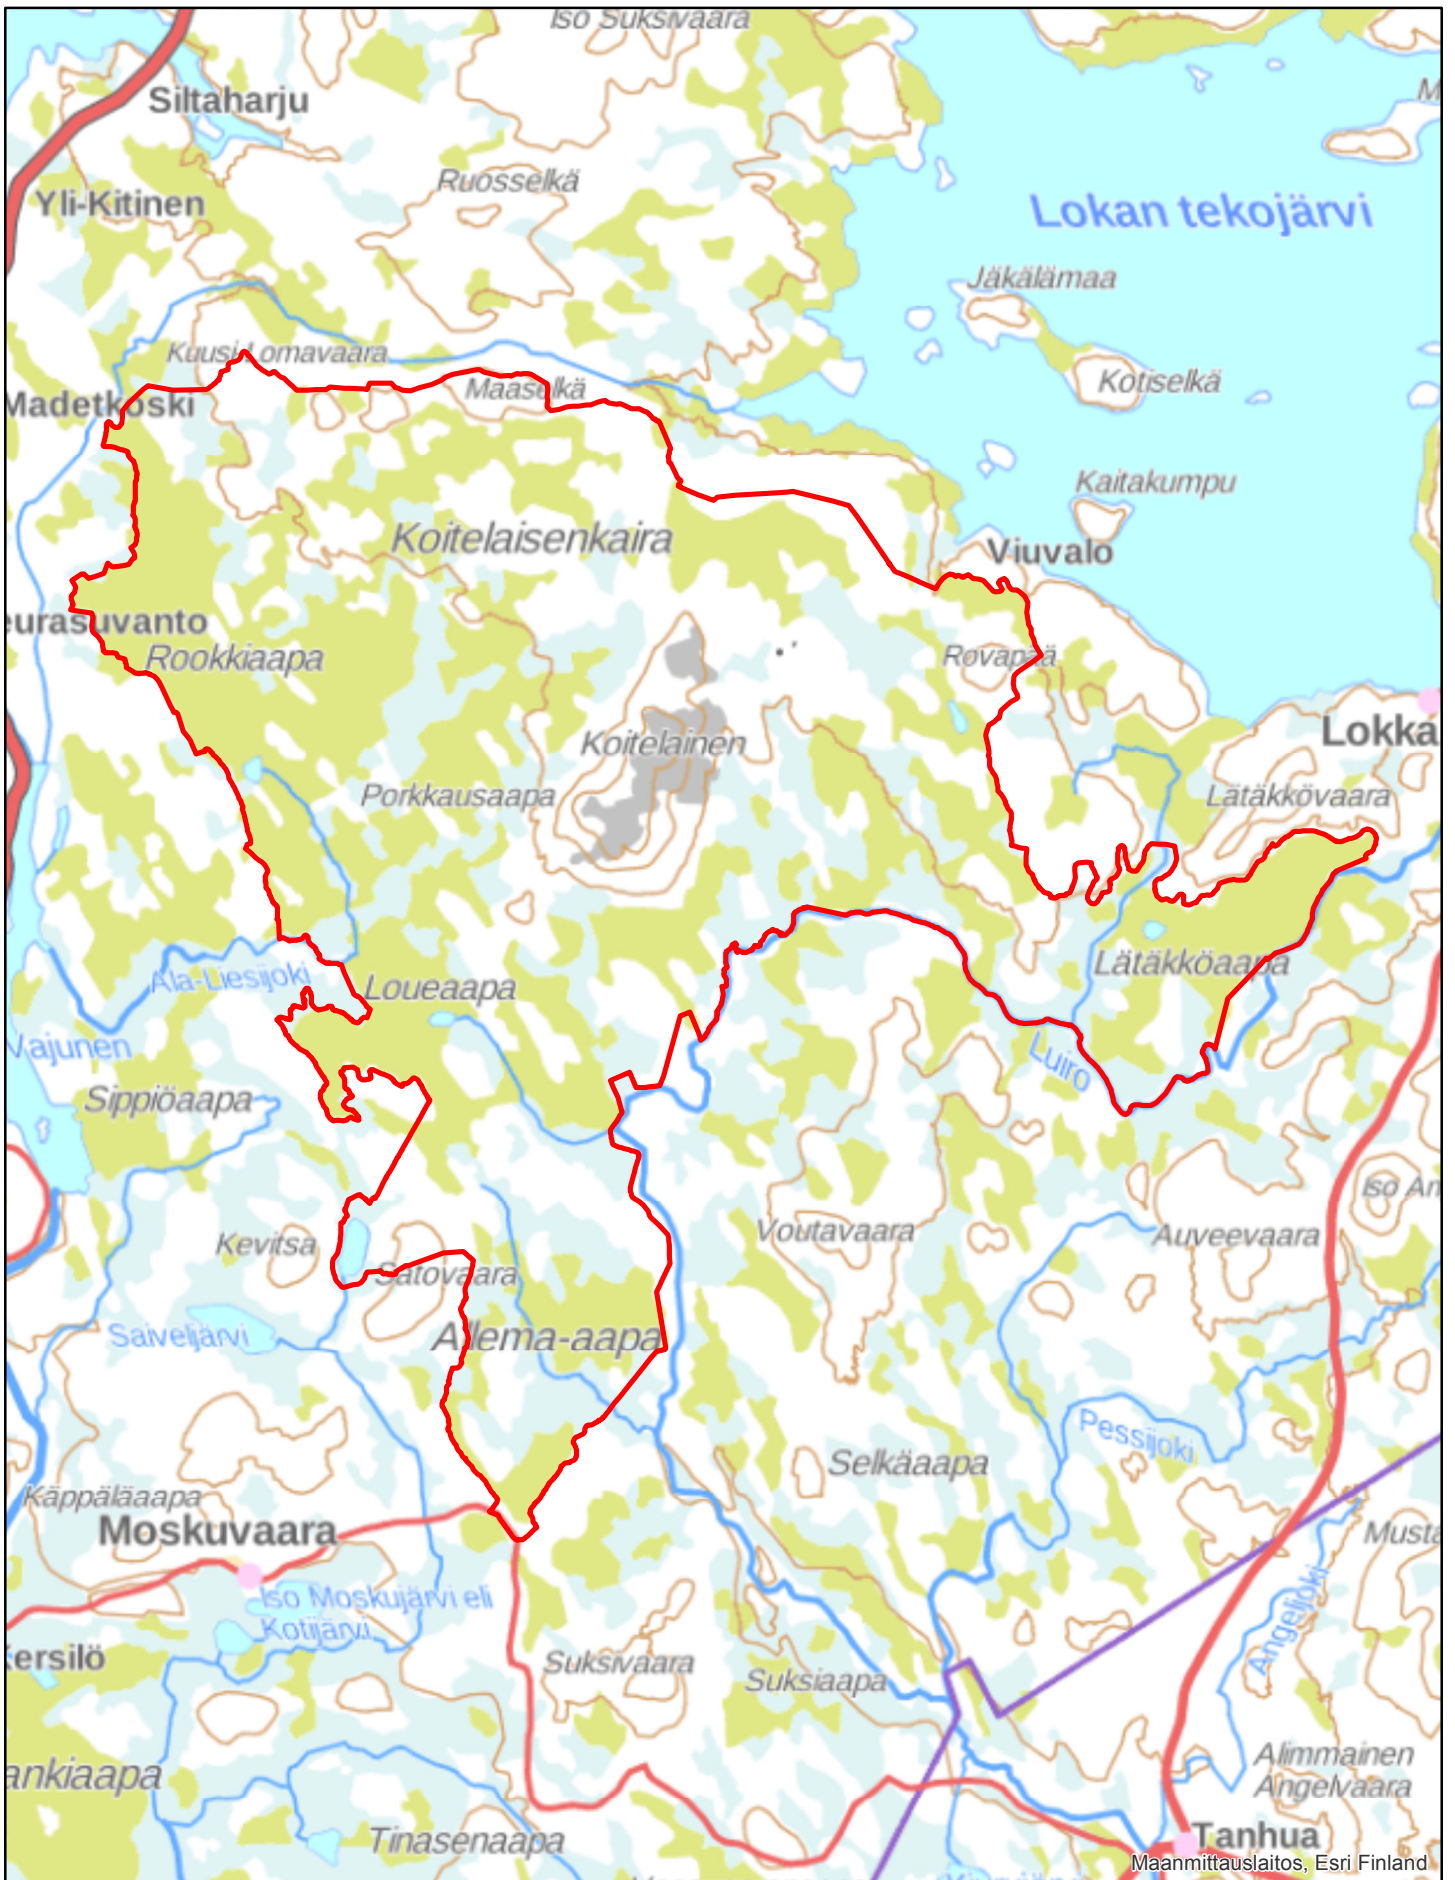 Iso Suksivaara
Siltaharju
Ruosselkä
Yli-Kitinen
Lokan tekojärvi
Jäkälämaa
Kuusi-Lomavaara
Maaselkä
Kotiselkä
Madetkoski
Kaitakumpu
Koitelaisenkaira
Viuvalo
eurasuvanto
Rookkiaapa
Rovapää
Koitelainen
Lokka
Porkkausaapa
Lätäkkövaara
Ala-Liesijoki
Loueaapa
Lätäkköaapa
Vajunen
Luiro
Sippiöaapa
Iso An
Kevitsa
Voutavaara
Auveevaara
Satovaara
Saiveljärvi
Allema-aapa
Pessijoki
Selkäaapa
Käppäläaapa
Moskuvaara
Musta
Iso Moskujärvi eli
Kotijärvi
Angeljoki
Kersilö
Suksivaara
Suksiaapa
ankiaapa
Alimmainen
Angelvaara
Tinasenaapa
Tanhua
Maanmittauslaitos, Esri Finland